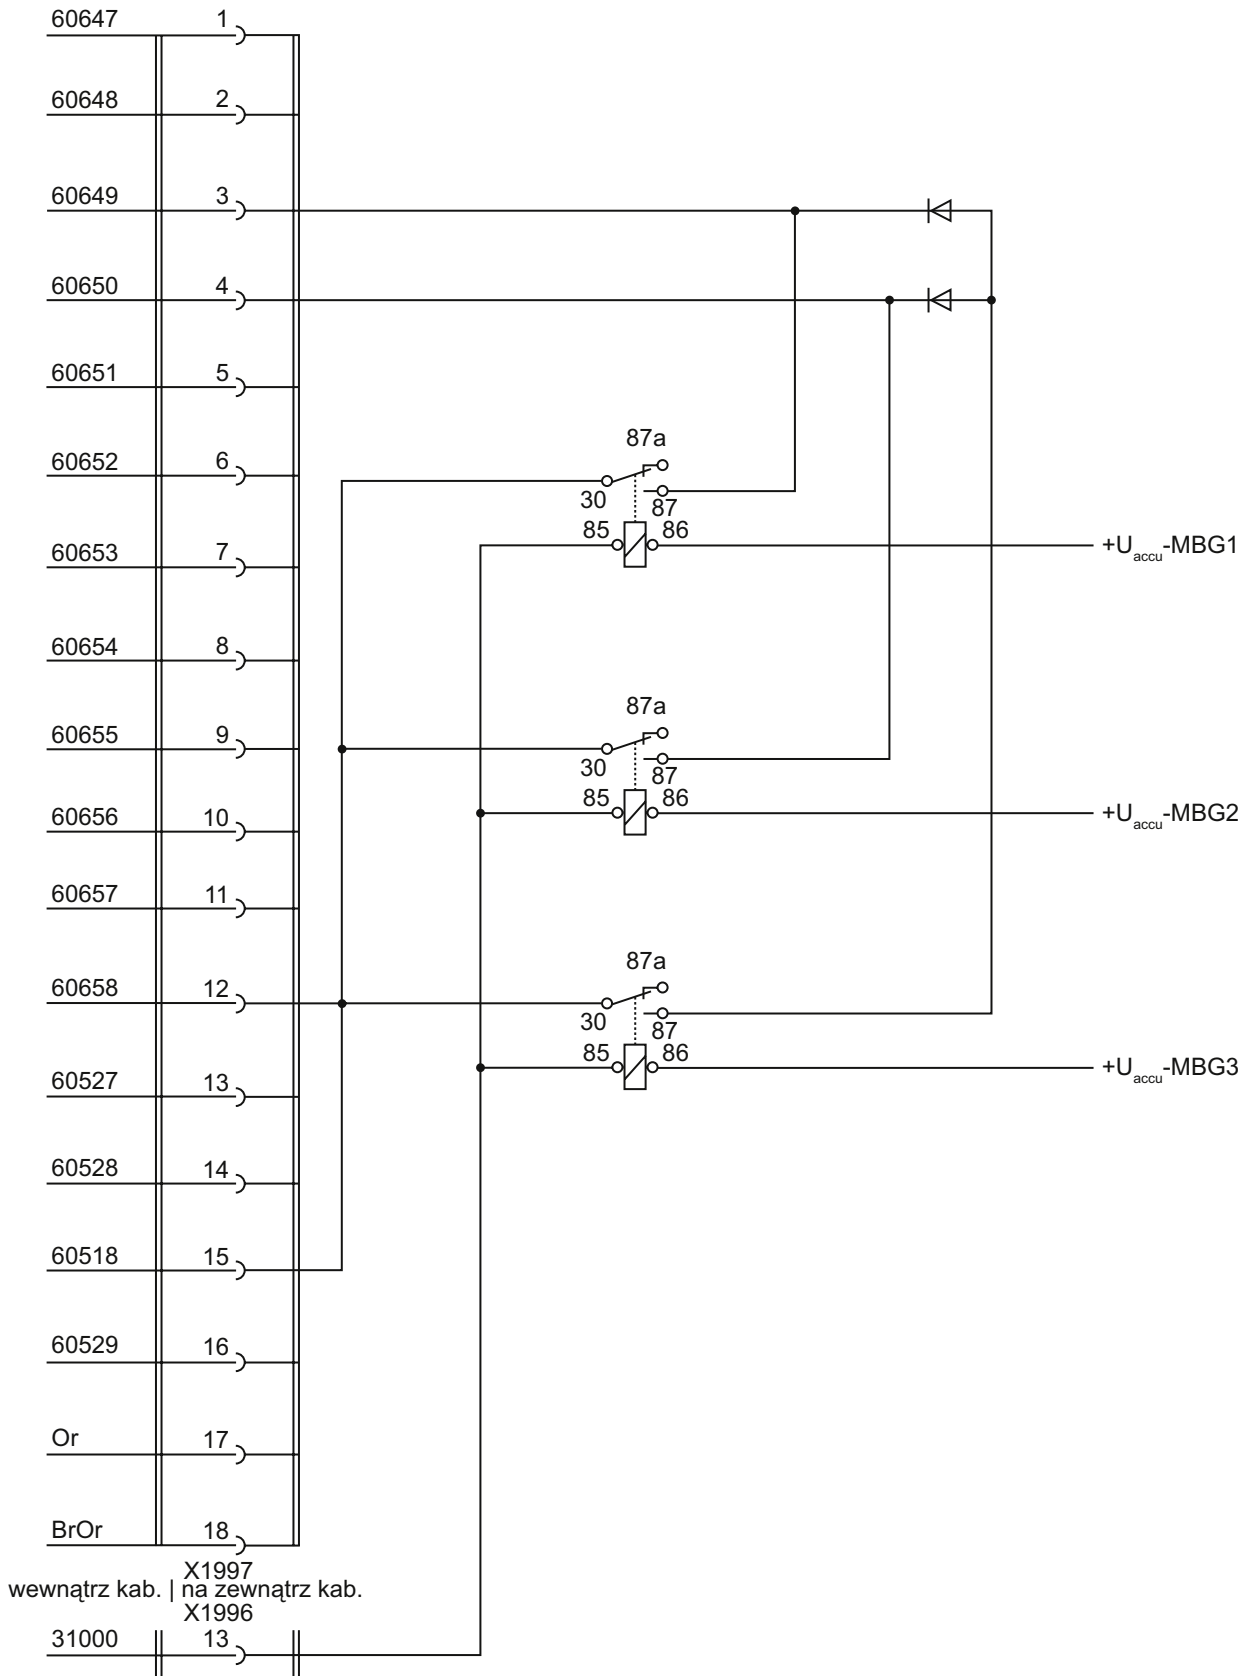 60647 1
60648 2
60649 3
60650 4
60651 5
87a
60652 6
30
87
85 86
60653 7
+Uaccu-MBG1
60654 8
87a
60655 9
30
87
85 86
60656 10
+Uaccu-MBG2
60657 11
87a
60658 12
30
87
85 86
+Uaccu-MBG3
60527 13
60528 14
60518 15
60529 16
Or 17
BrOr 18
X1997
wewnątrz kab. | na zewnątrz kab.
X1996
31000 13